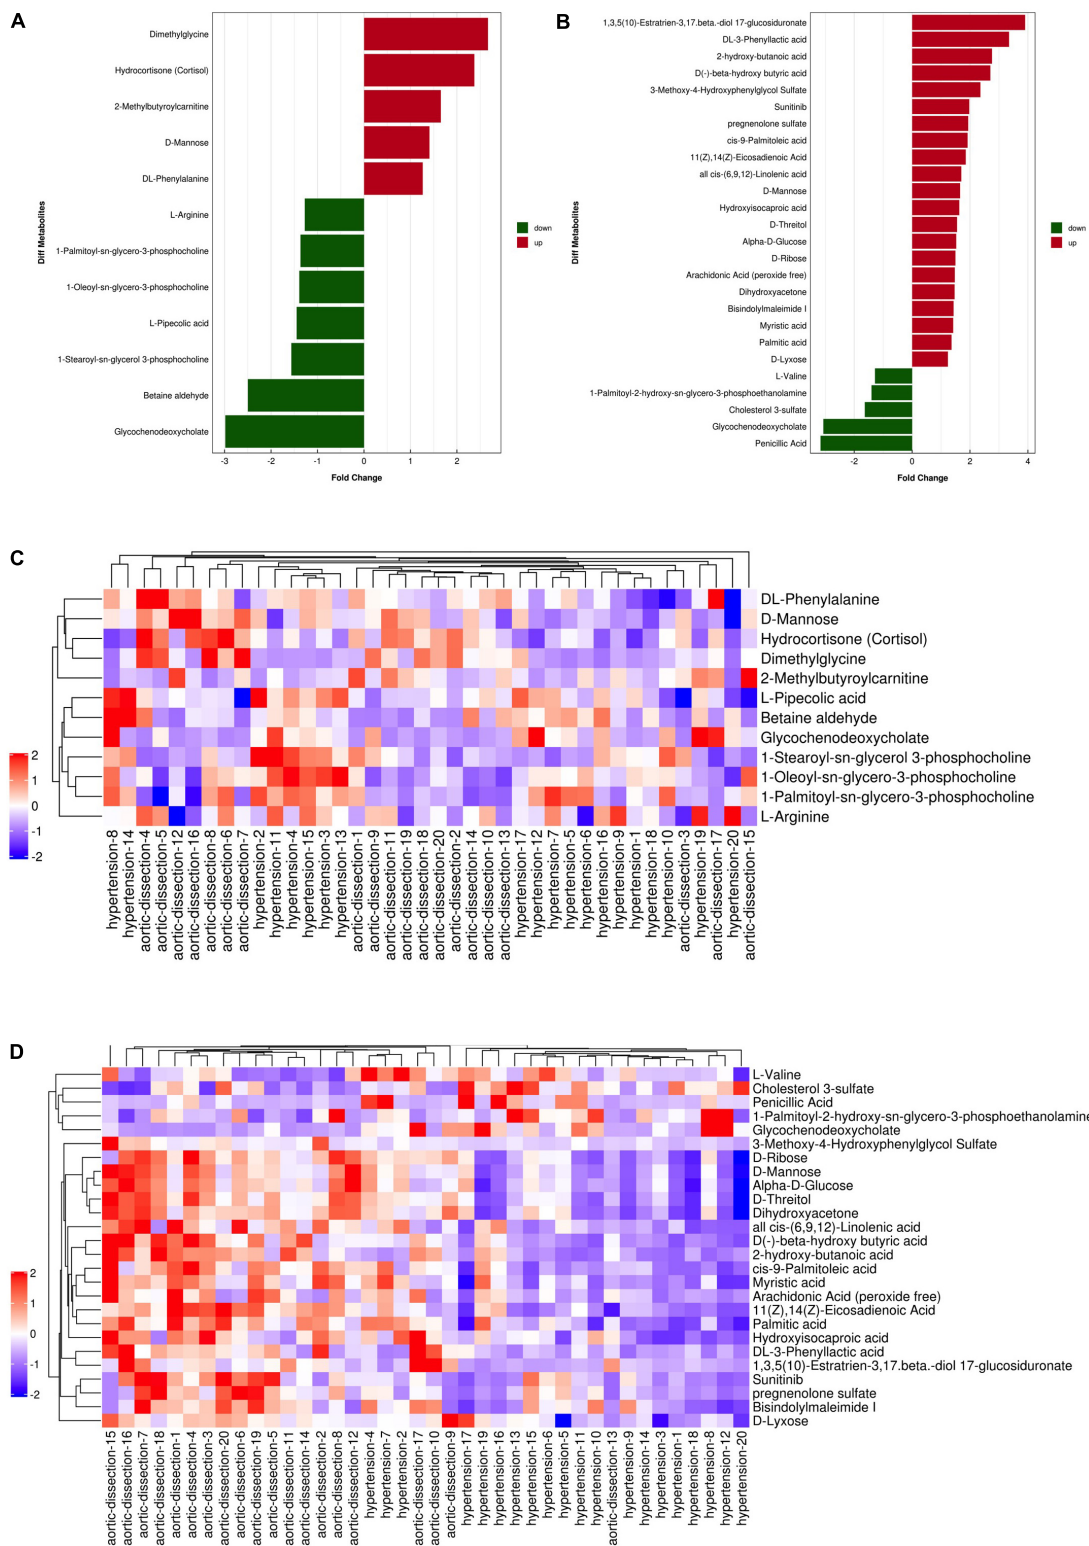 A
Dimethylglycine
Hydrocortisone (Cortisol)
2-Methylbutyroylcarnitine
D-Mannose
DL-Phenylalanine
L-Arginine
1-Palmitoyl-sn-glycero-3-phosphocholine
1-Oleoyl-sn-glycero-3-phosphocholine
L-Pipecolic acid
1-Stearoyl-sn-glycerol 3-phosphocholine
Betaine aldehyde
Glycochenodeoxycholate
Diff Metabolites
-3 -2 -1 0 1 2
Fold Change
down
up
B
1,3,5(10)-Estratrien-3,17.beta.-diol 17-glucosiduronate
DL-3-Phenyllactic acid
2-hydroxy-butanoic acid
D(-)-beta-hydroxy butyric acid
3-Methoxy-4-Hydroxyphenylglycol Sulfate
Sunitinib
pregnenolone sulfate
cis-9-Palmitoleic acid
11(Z),14(Z)-Eicosadienoic Acid
all cis-(6,9,12)-Linolenic acid
D-Mannose
Hydroxyisocaproic acid
D-Threitol
Alpha-D-Glucose
D-Ribose
Arachidonic Acid (peroxide free)
Dihydroxyacetone
Bisindolylmaleimide I
Myristic acid
Palmitic acid
D-Lyxose
L-Valine
1-Palmitoyl-2-hydroxy-sn-glycero-3-phosphoethanolamine
Cholesterol 3-sulfate
Glycochenodeoxycholate
Penicillic Acid
Diff Metabolites
-2 0 2 4
Fold Change
down
up
C
DL-Phenylalanine
D-Mannose
Hydrocortisone (Cortisol)
Dimethylglycine
2-Methylbutyroylcarnitine
L-Pipecolic acid
Betaine aldehyde
Glycochenodeoxycholate
1-Stearoyl-sn-glycerol 3-phosphocholine
1-Oleoyl-sn-glycero-3-phosphocholine
1-Palmitoyl-sn-glycero-3-phosphocholine
L-Arginine
2
1
0
-1
-2
hypertension-8
hypertension-14
aortic-dissection-4
aortic-dissection-5
aortic-dissection-12
aortic-dissection-16
aortic-dissection-8
aortic-dissection-6
aortic-dissection-7
hypertension-2
hypertension-11
hypertension-4
hypertension-15
hypertension-3
hypertension-13
aortic-dissection-1
aortic-dissection-9
aortic-dissection-11
aortic-dissection-19
aortic-dissection-18
aortic-dissection-20
aortic-dissection-2
aortic-dissection-14
aortic-dissection-10
aortic-dissection-13
hypertension-17
hypertension-12
hypertension-7
hypertension-5
hypertension-6
hypertension-16
hypertension-9
hypertension-1
hypertension-18
hypertension-10
aortic-dissection-3
hypertension-19
aortic-dissection-17
hypertension-20
aortic-dissection-15
D
L-Valine
Cholesterol 3-sulfate
Penicillic Acid
1-Palmitoyl-2-hydroxy-sn-glycero-3-phosphoethanolamine
Glycochenodeoxycholate
3-Methoxy-4-Hydroxyphenylglycol Sulfate
D-Ribose
D-Mannose
Alpha-D-Glucose
D-Threitol
Dihydroxyacetone
all cis-(6,9,12)-Linolenic acid
D(-)-beta-hydroxy butyric acid
2-hydroxy-butanoic acid
cis-9-Palmitoleic acid
Myristic acid
Arachidonic Acid (peroxide free)
11(Z),14(Z)-Eicosadienoic Acid
Palmitic acid
Hydroxyisocaproic acid
DL-3-Phenyllactic acid
1,3,5(10)-Estratrien-3,17.beta.-diol 17-glucosiduronate
Sunitinib
pregnenolone sulfate
Bisindolylmaleimide I
D-Lyxose
2
1
0
-1
-2
aortic-dissection-15
aortic-dissection-16
aortic-dissection-7
aortic-dissection-18
aortic-dissection-1
aortic-dissection-4
aortic-dissection-3
aortic-dissection-20
aortic-dissection-6
aortic-dissection-19
aortic-dissection-5
aortic-dissection-11
aortic-dissection-14
aortic-dissection-2
aortic-dissection-8
aortic-dissection-12
hypertension-4
hypertension-7
hypertension-2
aortic-dissection-17
aortic-dissection-10
aortic-dissection-9
hypertension-17
hypertension-19
hypertension-16
hypertension-13
hypertension-15
hypertension-6
hypertension-5
hypertension-11
hypertension-10
aortic-dissection-13
hypertension-9
hypertension-14
hypertension-3
hypertension-1
hypertension-18
hypertension-8
hypertension-12
hypertension-20